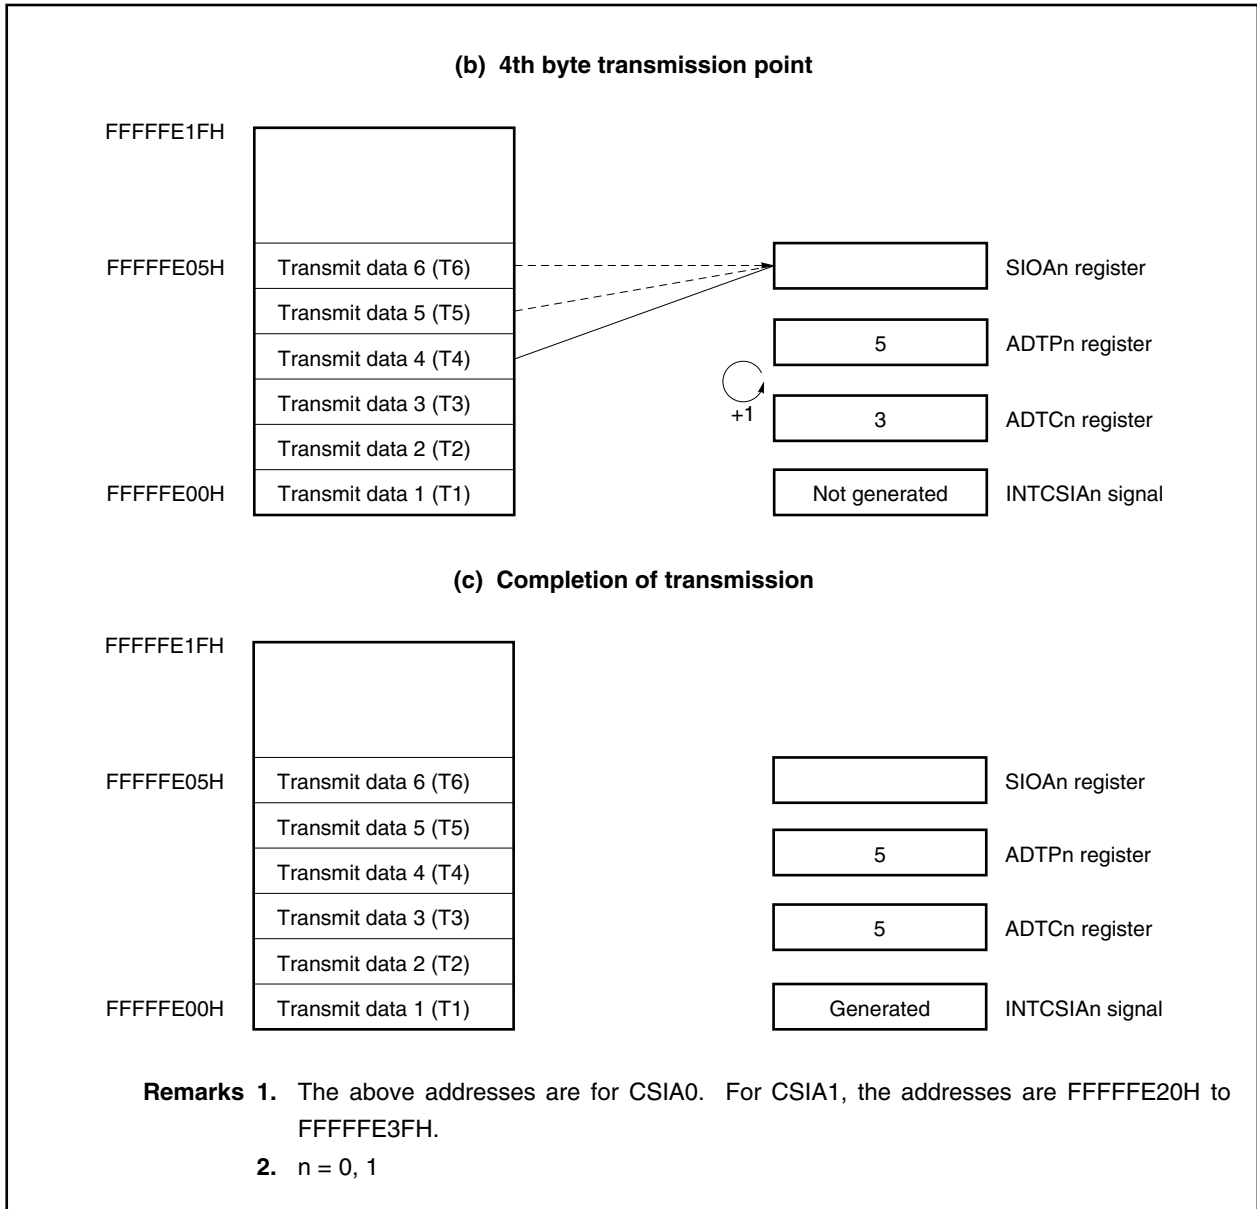 (b) 4th byte transmission point
FFFFFE1FH
FFFFFE05H
Transmit data 6 (T6)
SIOAn register
Transmit data 5 (T5)
5
ADTPn register
Transmit data 4 (T4)
+1
Transmit data 3 (T3)
3
ADTCn register
Transmit data 2 (T2)
FFFFFE00H
Transmit data 1 (T1)
Not generated
INTCSIAn signal
(c) Completion of transmission
FFFFFE1FH
FFFFFE05H
Transmit data 6 (T6)
SIOAn register
Transmit data 5 (T5)
5
ADTPn register
Transmit data 4 (T4)
Transmit data 3 (T3)
5
ADTCn register
Transmit data 2 (T2)
FFFFFE00H
Transmit data 1 (T1)
Generated
INTCSIAn signal
Remarks 1. The above addresses are for CSIA0. For CSIA1, the addresses are FFFFFE20H to
FFFFFE3FH.
2. n = 0, 1